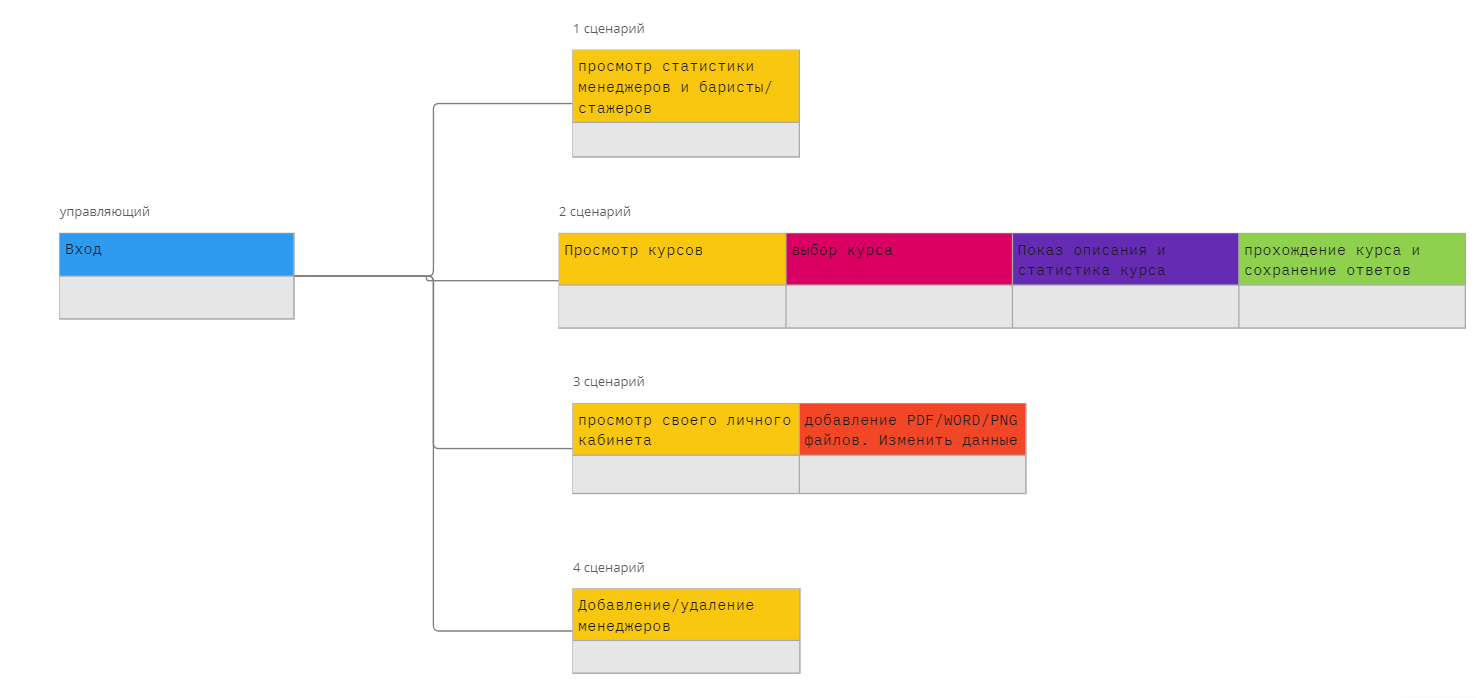 1 сценарий
просмотр статистики
менеджеров и баристы/
стажеров
управляющий
Вход
2 сценарий
Просмотр курсов
выбор курса
Показ описания и
статистика курса
прохождение курса и
сохранение ответов
3 сценарий
просмотр своего личного
кабинета
добавление PDF/WORD/PNG
файлов. Изменить данные
4 сценарий
Добавление/удаление
менеджеров